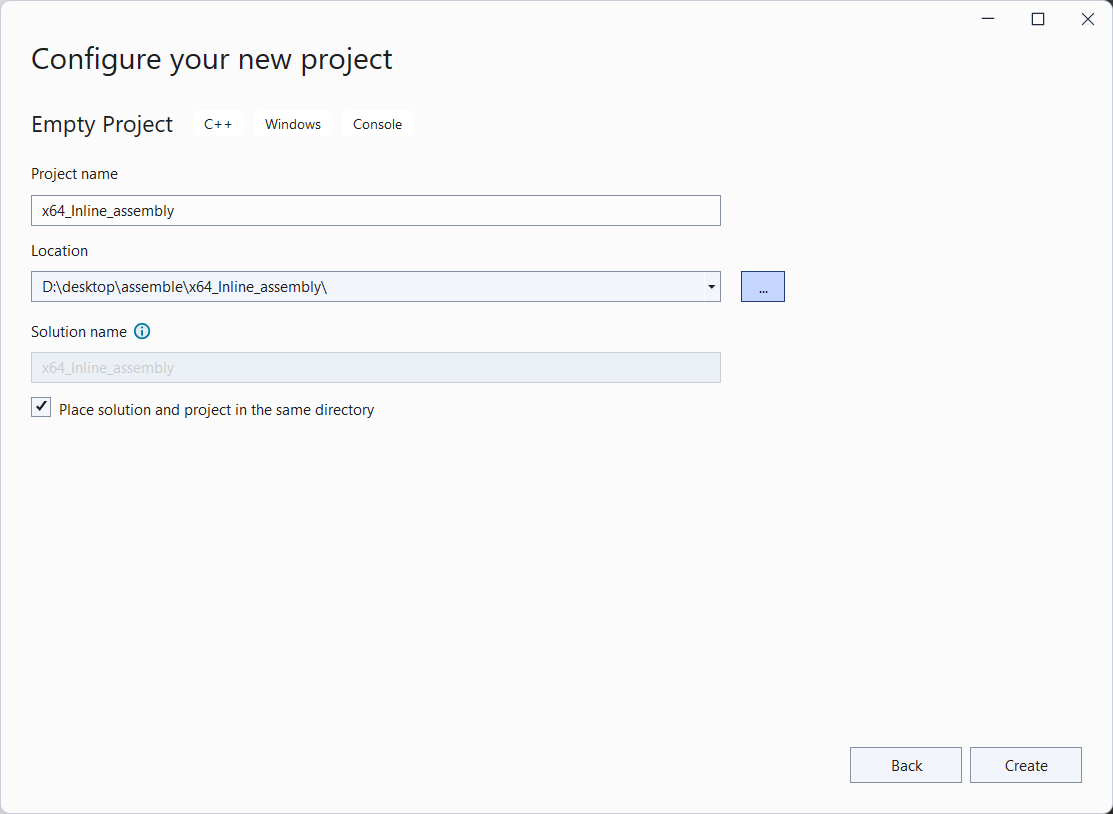 Configure your new project
Empty Project C++ Windows Console
Project name
x64_Inline_assembly
Location
D:\desktop\assemble\x64_Inline_assembly\
...
Solution name
x64_Inline_assembly
Place solution and project in the same directory
Back Create